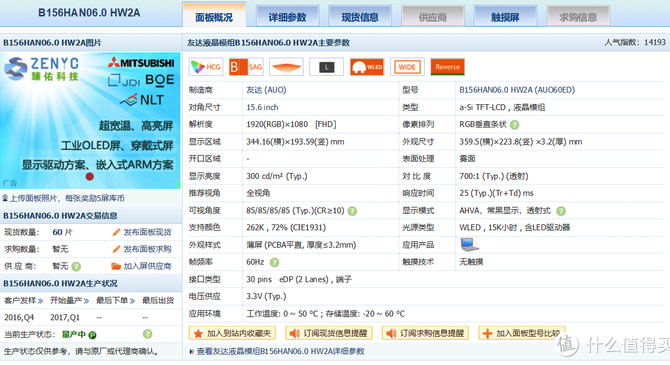 B156HAN06.0 HW2A
面板概况
详细参数
现货信息
供应商
触摸屏
求购信息
B156HAN06.0 HW2A图片
ZENYC
臻佑科技
MITSUBISHI
JDI BOE
NLT
超宽温、高亮屏
工业OLED屏、穿戴式屏
显示驱动方案、嵌入式ARM方案
广告
上传面板照片，每张奖励5屏库币
B156HAN06.0 HW2A交易信息
现货数量： 60 片 发布面板现货
求购数量： 暂无 发布面板求购
供 应 商： 暂无 加入屏供应商
B156HAN06.0 HW2A生产状况
客户发样 开始量产 最后下单 最后出货
2016,Q4 2017,Q1 - -
当前生产状态： 量产中
生产状态仅供参考，请与原厂或代理商确认。
友达液晶模组B156HAN06.0 HW2A主要参数
人气指数：14193
HCG SAG L WLED WIDE Reverse
制造商 友达 (AUO) 型号 B156HAN06.0 HW2A (AUO60ED)
对角尺寸 15.6 inch 类型 a-Si TFT-LCD , 液晶模组
解析度 1920(RGB)×1080 [FHD] 像素排列 RGB垂直条状
显示区域 344.16(横)×193.59(竖) mm 外观尺寸 359.5(横)×223.8(竖) ×3.2(厚) mm
开口区域 - 表面处理 雾面
显示亮度 300 cd/m² (Typ.) 对 比 度 700:1 (Typ.) (透射)
推荐视角 全视角 响应时间 25 (Typ.)(Tr+Td) ms
可视角度 85/85/85/85 (Typ.)(CR≥10) 显示模式 AHVA，常黑显示，透射式
支持颜色 262K , 72% (CIE1931) 光源类型 WLED , 15K小时 , 含LED驱动器
外观样式 薄屏 (PCBA平直, 厚度≤3.2mm) 应用产品
帧频率 60Hz 触摸技术 无触摸
接口类型 30 pins eDP (2 Lanes) , 端子
电压供应 3.3V (Typ.)
应用环境 工作温度: 0 ~ 50 °C ; 存储温度: -20 ~ 60 °C
加入到站内收藏夹
订阅现货信息提醒
订阅求购信息提醒
加入面板型号比较
查看友达液晶模组B156HAN06.0 HW2A详细参数
值 什么值得买